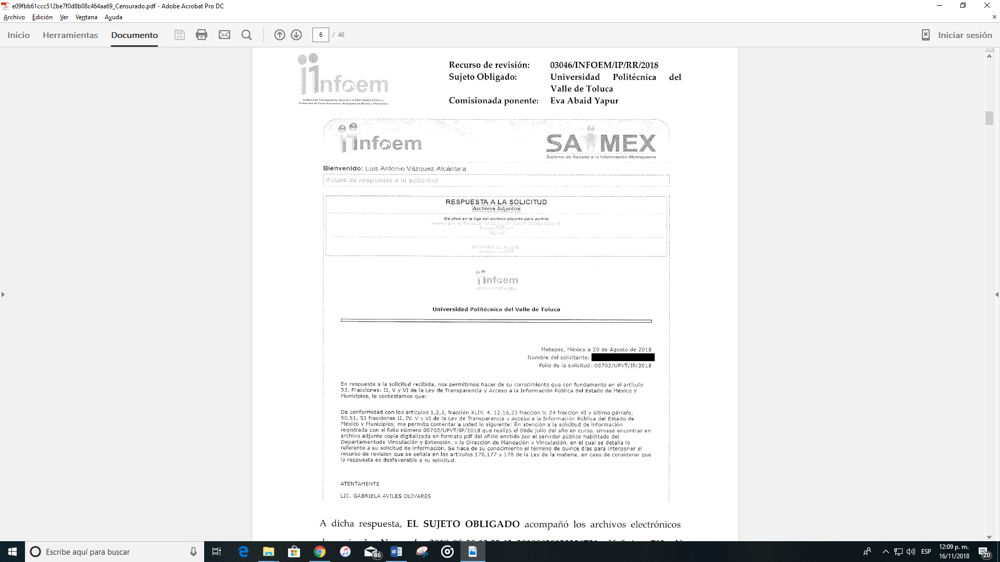 e09fbb61ccc512be7f0d8b08c464aa69_Censurado.pdf - Adobe Acrobat Pro DC
Archivo Edición Ver Ventana Ayuda
Inicio Herramientas Documento 6 / 46 Iniciar sesión
infoem
Instituto de Transparencia, Acceso a la Información Pública y
Protección de Datos Personales del Estado de México y Municipios
Recurso de revisión: 03046/INFOEM/IP/RR/2018
Sujeto Obligado: Universidad Politécnica del
Valle de Toluca
Comisionada ponente: Eva Abaid Yapur
infoem
SAIMEX
Sistema de Acceso a la Información Mexiquense
Bienvenido: Luis Antonio Vázquez Alcántara
Acuse de respuesta a la solicitud
RESPUESTA A LA SOLICITUD
Archivos Adjuntos
De click en la liga del archivo adjunto para abrirlo
702.pdf
IMPRIMIR EL ACUSE
Versión en PDF
infoem
Universidad Politécnica del Valle de Toluca
Metepec, México a 20 de Agosto de 2018
Nombre del solicitante:
Folio de la solicitud: 00702/UPVT/IP/2018
En respuesta a la solicitud recibida, nos permitimos hacer de su conocimiento que con fundamento en el artículo
53, Fracciones: II, V y VI de la Ley de Transparencia y Acceso a la Información Pública del Estado de México y
Municipios, le contestamos que:
De conformidad con los artículos 1,2,3, fracción XLIV, 4, 12,16,23 fracción V, 24 fracción XI y último párrafo,
50,51, 53 fracciones II, IV, V y VI de la Ley de Transparencia y Acceso a la Información Pública del Estado de
México y Municipios, me permito comentar a usted lo siguiente: En atención a la solicitud de información
registrada con el folio número 00702/UPVT/IP/2018 que realizó el 09de julio del año en curso, sírvase encontrar en
archivo adjunto copia digitalizada en formato pdf del oficio emitido por el servidor público habilitado del
Departamentode Vinculación y Extensión, y la Dirección de Planeación y Vinculación, en el cual se detalla lo
referente a su solicitud de información. Se hace de su conocimiento el término de quince días para interponer el
recurso de revisión que se señala en los artículos 176,177 y 178 de la Ley de la materia, en caso de considerar que
la respuesta es desfavorable a su solicitud.
ATENTAMENTE
LIC. GABRIELA AVILES OLIVARES
A dicha respuesta, EL SUJETO OBLIGADO acompañó los archivos electrónicos
Escribe aquí para buscar
86
ESP
12:09 p. m.
16/11/2018
20